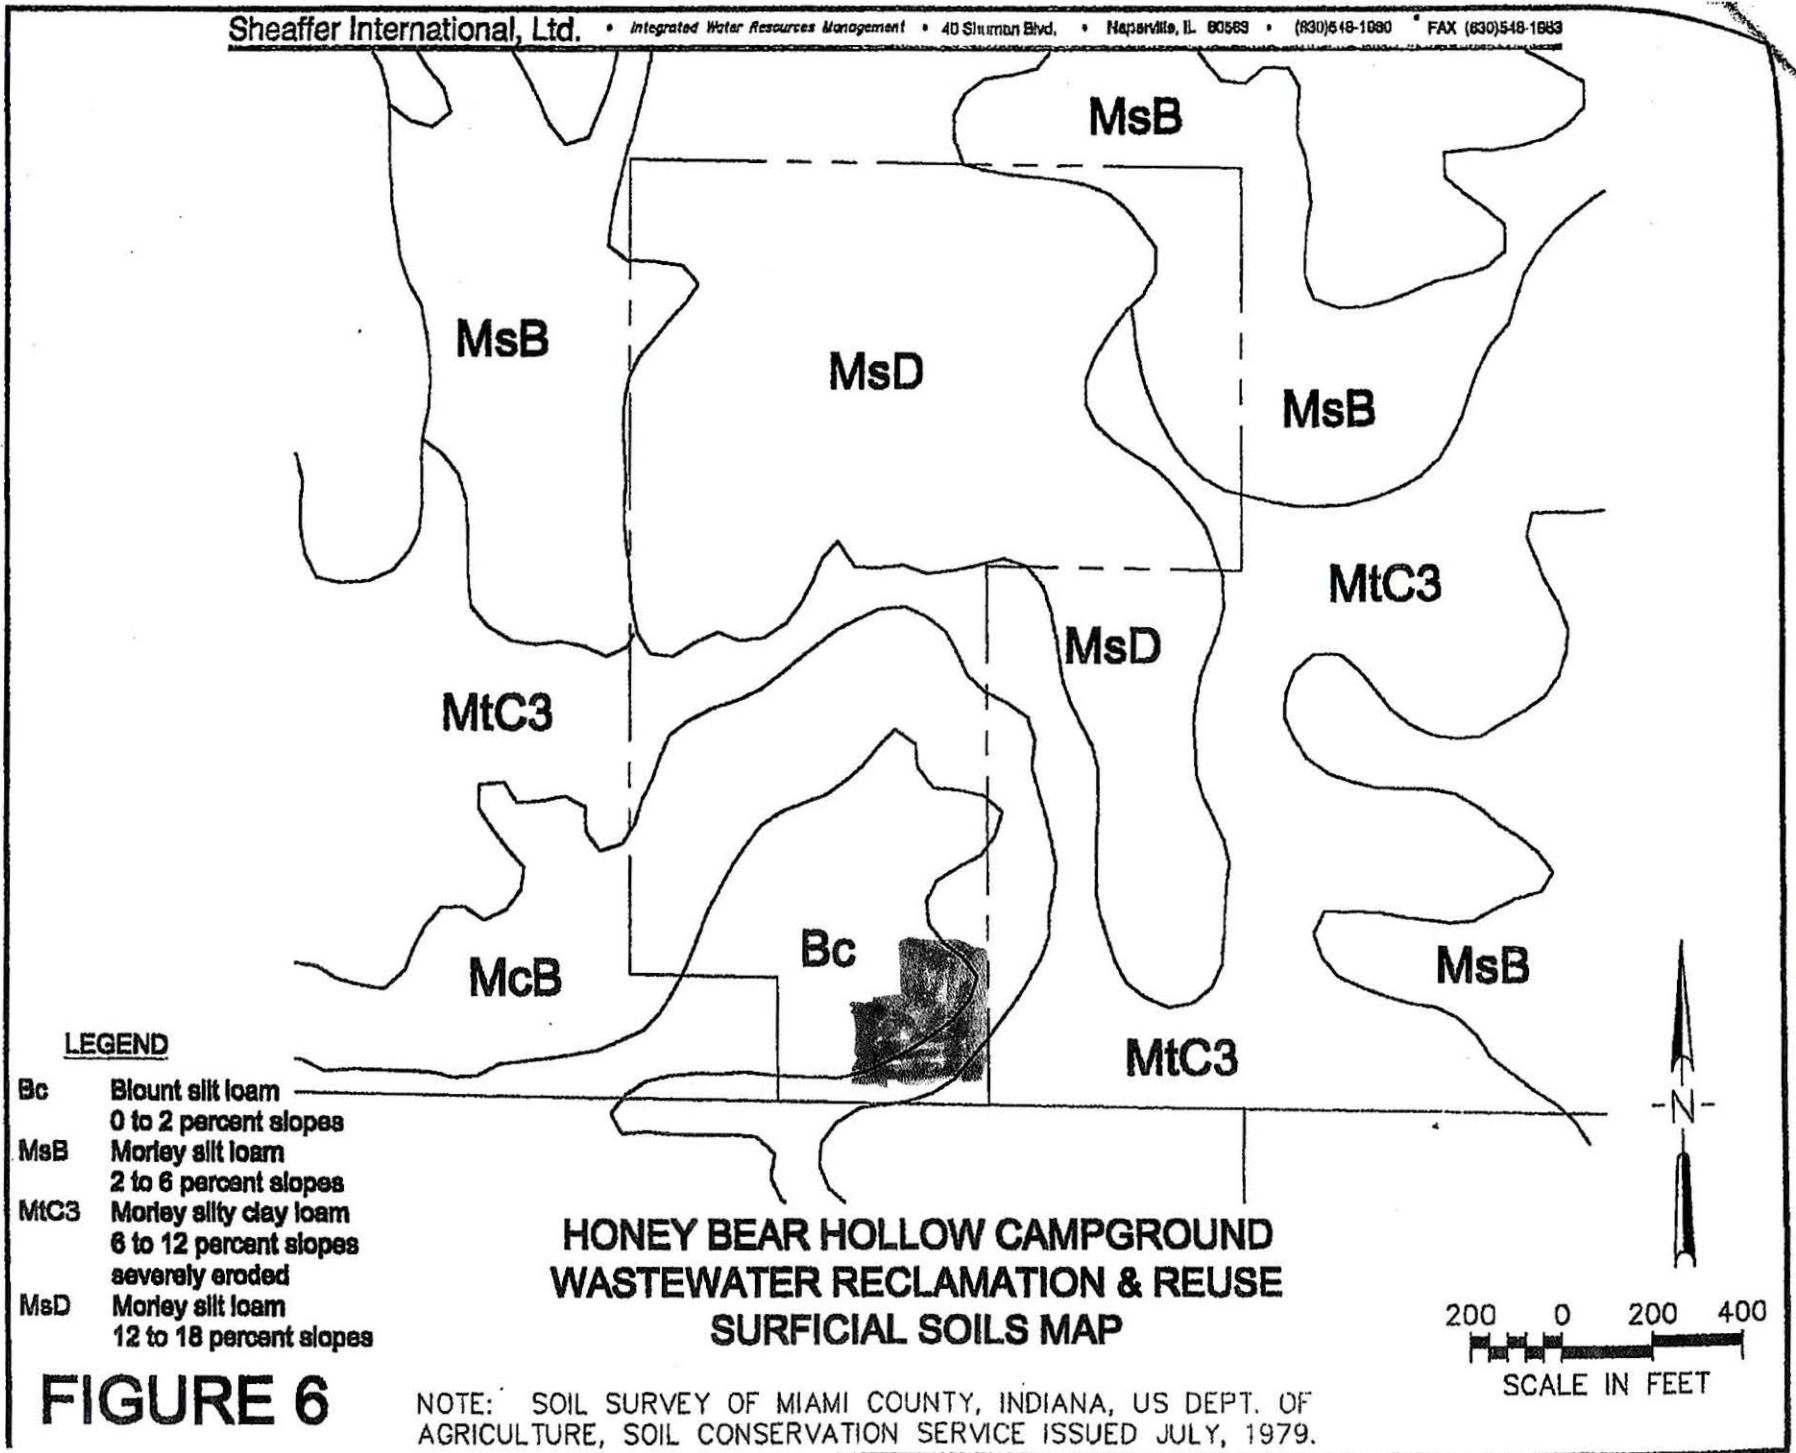 Sheaffer International, Ltd. • Integrated Water Resources Management • 40 Shuman Blvd, • Naperville, IL 60563 • (630)548-1980 • FAX (630)548-1983
MsB
MsB
MsD
MsB
MtC3
MsD
MtC3
Bc
MsB
McB
MtC3
LEGEND
Bc Blount silt loam
0 to 2 percent slopes
MsB Morley silt loam
2 to 6 percent slopes
MtC3 Morley silty clay loam
6 to 12 percent slopes
severely eroded
MsD Morley silt loam
12 to 18 percent slopes
N
HONEY BEAR HOLLOW CAMPGROUND
WASTEWATER RECLAMATION & REUSE
SURFICIAL SOILS MAP
200 0 200 400
SCALE IN FEET
FIGURE 6
NOTE: SOIL SURVEY OF MIAMI COUNTY, INDIANA, US DEPT. OF
AGRICULTURE, SOIL CONSERVATION SERVICE ISSUED JULY, 1979.